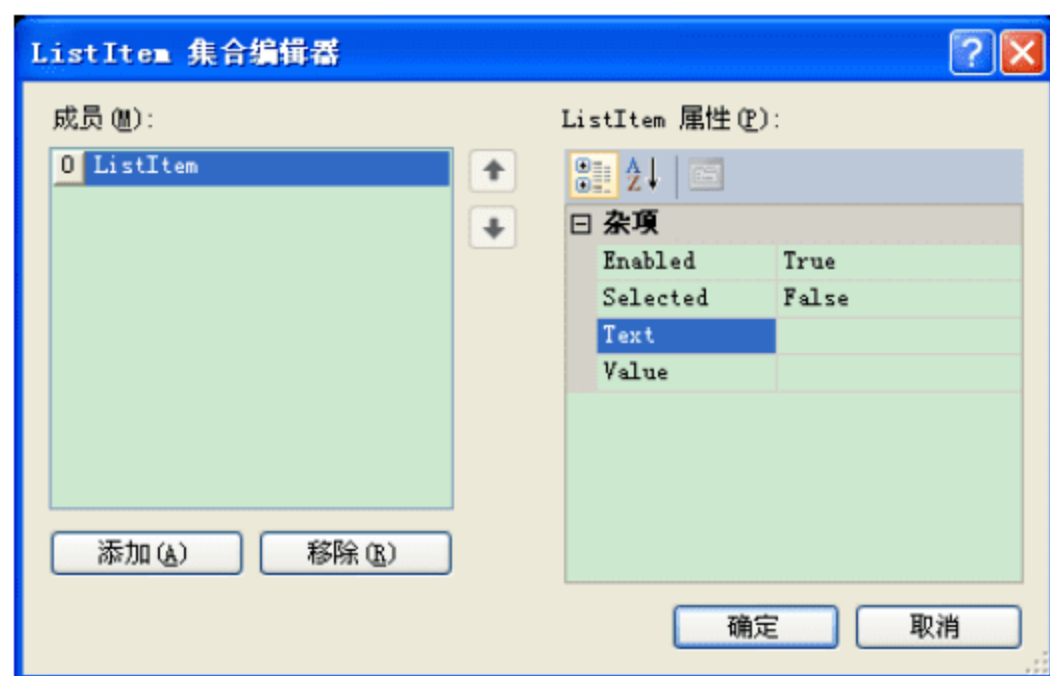 ListItem 集合编辑器
成员(M):
0 ListItem
添加(A)
移除(R)
ListItem 属性(P):
杂项
Enabled True
Selected False
Text
Value
确定
取消